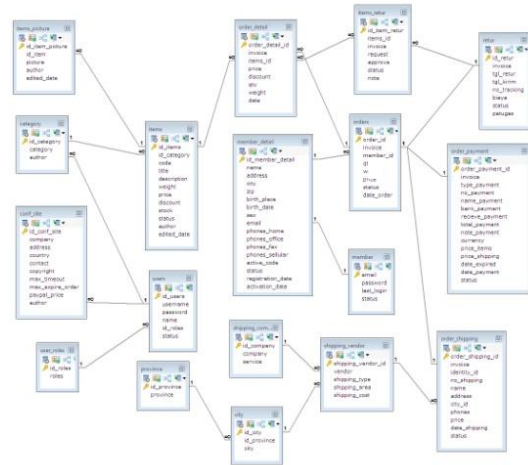 items_picture
id_item_picture
id_item
picture
author
edited_date
category
id_category
category
author
conf_site
id_conf_site
company
address
country
contact
copyright
max_timeout
max_expire_order
paypal_price
author
user_roles
id_roles
roles
items
id_items
id_category
code
title
description
weight
price
discount
stock
status
author
edited_date
users
id_users
username
password
name
id_roles
status
province
id_province
province
order_detail
order_detail_id
invoice
items_id
price
discount
qty
weight
date
member_detail
id_member_detail
name
address
city
zip
birth_place
birth_date
sex
email
phones_home
phones_office
phones_fax
phones_sellular
active_code
status
registration_date
activation_date
shipping_com
id_company
company
service
city
id_city
id_province
city
items_retur
id_item_retur
items_id
invoice
request
approve
status
note
orders
order_id
invoice
member_id
status
date_order
member
email
password
last_login
status
shipping_vendor
shipping_vendor_id
vendor
shipping_type
shipping_area
shipping_cost
retur
id_retur
invoice
tgl_retur
tgl_kirim
no_tracking
biaya
status
petugas
order_payment
order_payment_id
invoice
type_payment
no_payment
name_payment
bank_payment
recieve_payment
total_payment
note_payment
currency
price_items
price_shipping
date_expired
date_payment
status
order_shipping
order_shipping_id
invoice
identity_id
no_shipping
name
address
city_id
phones
price
date_shipping
status